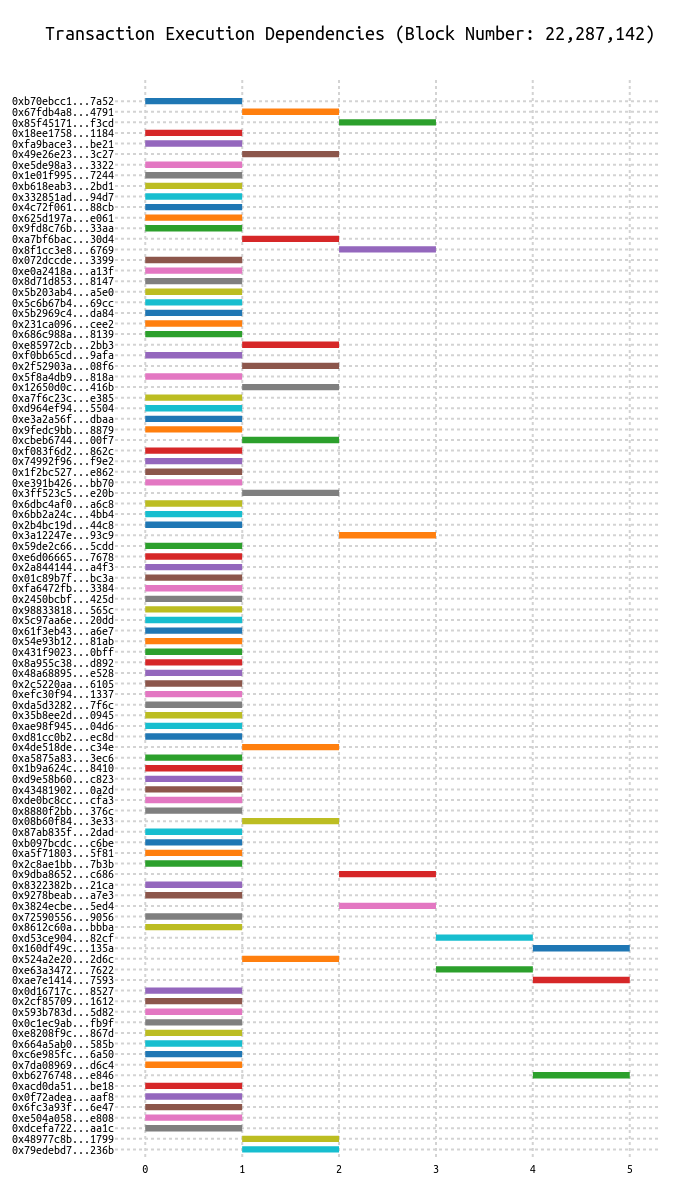 Transaction Execution Dependencies (Block Number: 22,287,142)
0xb70ebcc1...7a52
0x67fdb4a8...4791
0x85f45171...f3cd
0x18ee1758...1184
0xfa9bace3...be21
0x49e26e23...3c27
0xe5de98a3...3322
0x1e01f995...7244
0xb618eab3...2bd1
0x332851ad...94d7
0x4c72f061...88cb
0x625d197a...e061
0x9fd8c76b...33aa
0xa7bf6bac...30d4
0x8f1cc3e8...6769
0x072dccde...3399
0xe0a2418a...a13f
0x8d71d853...8147
0x5b203ab4...a5e0
0x5c6b67b4...69cc
0x5b2969c4...da84
0x231ca096...cee2
0x686c988a...8139
0xe85972cb...2bb3
0xf0bb65cd...9afa
0x2f52903a...08f6
0x5f8a4db9...818a
0x12650d0c...416b
0xa7f6c23c...e385
0xd964ef94...5504
0xe3a2a56f...dbaa
0x9fedc9bb...8879
0xcbeb6744...00f7
0xf083f6d2...862c
0x74992f96...f9e2
0x1f2bc527...e862
0xe391b426...bb70
0x3ff523c5...e20b
0x6dbc4af0...a6c8
0x6bb2a24c...4bb4
0x2b4bc19d...44c8
0x3a12247e...93c9
0x59de2c66...5cdd
0xe6d06665...7678
0x2a844144...a4f3
0x01c89b7f...bc3a
0xfa6472fb...3384
0x2450bcbf...425d
0x98833818...565c
0x5c97aa6e...20dd
0x61f3eb43...a6e7
0x54e93b12...81ab
0x431f9023...0bff
0x8a955c38...d892
0x48a68895...e528
0x2c5220aa...6105
0xefc30f94...1337
0xda5d3282...7f6c
0x35b8ee2d...0945
0xae98f945...04d6
0xd81cc0b2...ec8d
0x4de518de...c34e
0xa5875a83...3ec6
0x1b9a624c...8410
0xd9e58b60...c823
0x43481902...0a2d
0xde0bc8cc...cfa3
0x8880f2bb...376c
0x08b60f84...3e33
0x87ab835f...2dad
0xb097bcdc...c6be
0xa5f71803...5f81
0x2c8ae1bb...7b3b
0x9dba8652...c686
0x8322382b...21ca
0x9278beab...a7e3
0x3824ecbe...5ed4
0x72590556...9056
0x8612c60a...bbba
0xd53ce904...82cf
0x160df49c...135a
0x524a2e20...2d6c
0xe63a3472...7622
0xae7e1414...7593
0x0d16717c...8527
0x2cf85709...1612
0x593b783d...5d82
0x0c1ec9ab...fb9f
0xe8208f9c...867d
0x664a5ab0...585b
0xc6e985fc...6a50
0x7da08969...d6c4
0xb6276748...e846
0xacd0da51...be18
0x0f72adea...aaf8
0x6fc3a93f...6e47
0xe504a058...e808
0xdcefa722...aa1c
0x48977c8b...1799
0x79edebd7...236b
0 1 2 3 4 5